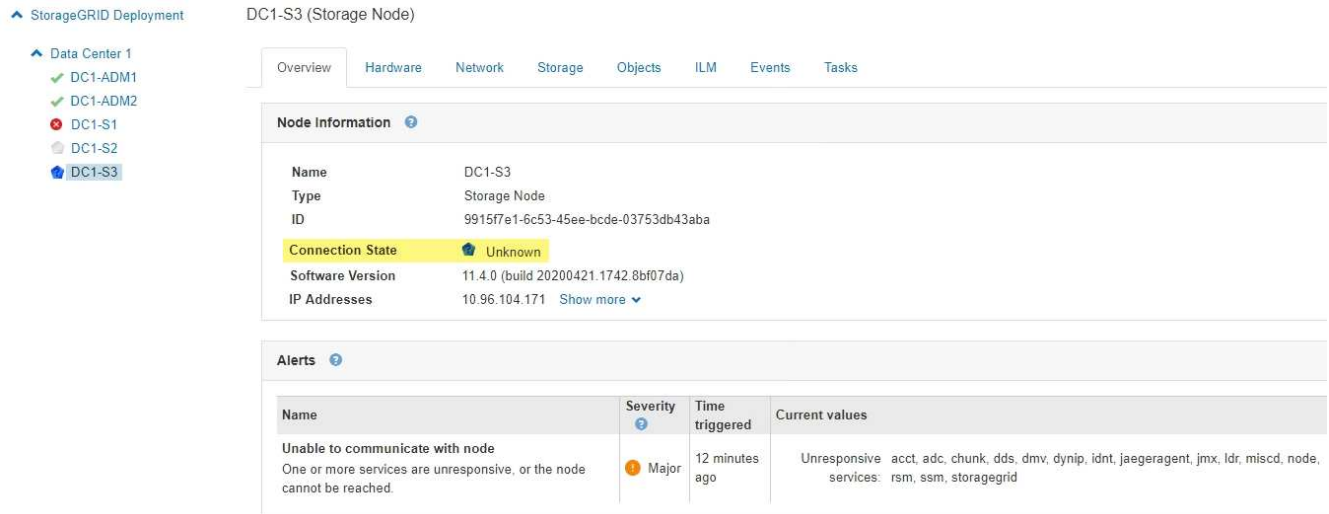 StorageGRID Deployment
Data Center 1
DC1-ADM1
DC1-ADM2
DC1-S1
DC1-S2
DC1-S3
DC1-S3 (Storage Node)
Overview Hardware Network Storage Objects ILM Events Tasks
Node Information ?
Name DC1-S3
Type Storage Node
ID 9915f7e1-6c53-45ee-bcde-03753db43aba
Connection State Unknown
Software Version 11.4.0 (build 20200421.1742.8bf07da)
IP Addresses 10.96.104.171 Show more
Alerts ?
Name Severity ? Time triggered Current values
Unable to communicate with node
One or more services are unresponsive, or the node
cannot be reached.
! Major
12 minutes
ago
Unresponsive services: acct, adc, chunk, dds, dmv, dynip, idnt, jaegeragent, jmx, ldr, miscd, node,
rsm, ssm, storagegrid